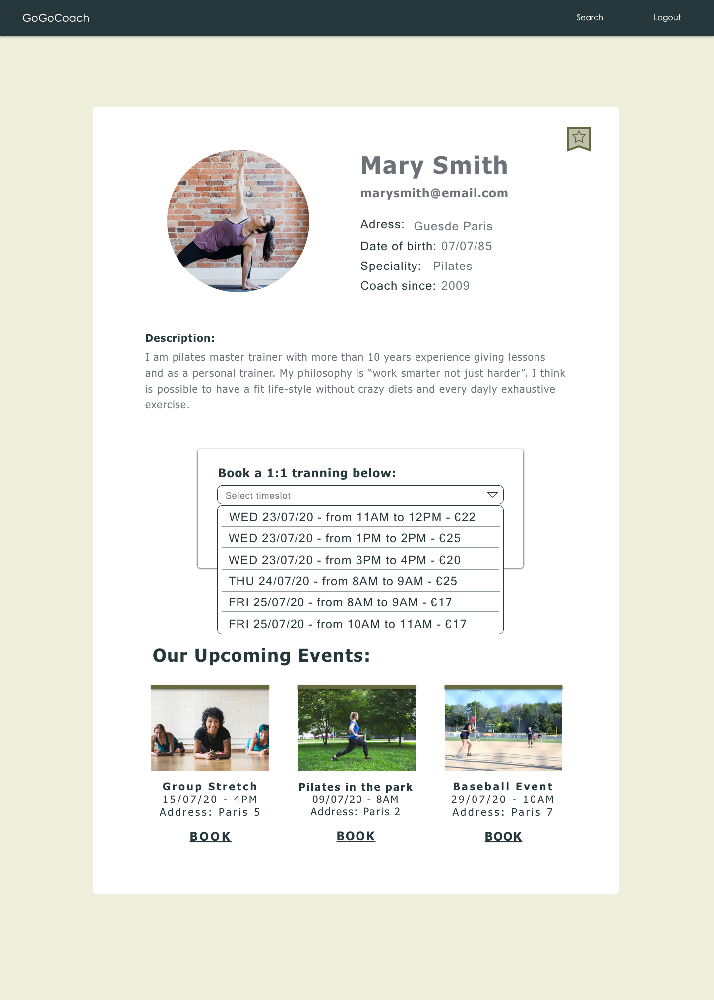 GoGoCoach
Search
Logout
Mary Smith
marysmith@email.com
Adress: Guesde Paris
Date of birth: 07/07/85
Speciality: Pilates
Coach since: 2009
Description:
I am pilates master trainer with more than 10 years experience giving lessons
and as a personal trainer. My philosophy is “work smarter not just harder”. I think
is possible to have a fit life-style without crazy diets and every dayly exhaustive
exercise.
Book a 1:1 tranning below:
Select timeslot
WED 23/07/20 - from 11AM to 12PM - €22
WED 23/07/20 - from 1PM to 2PM - €25
WED 23/07/20 - from 3PM to 4PM - €20
THU 24/07/20 - from 8AM to 9AM - €25
FRI 25/07/20 - from 8AM to 9AM - €17
FRI 25/07/20 - from 10AM to 11AM - €17
Our Upcoming Events:
Group Stretch
15/07/20 - 4PM
Address: Paris 5
BOOK
Pilates in the park
09/07/20 - 8AM
Address: Paris 2
BOOK
Baseball Event
29/07/20 - 10AM
Address: Paris 7
BOOK